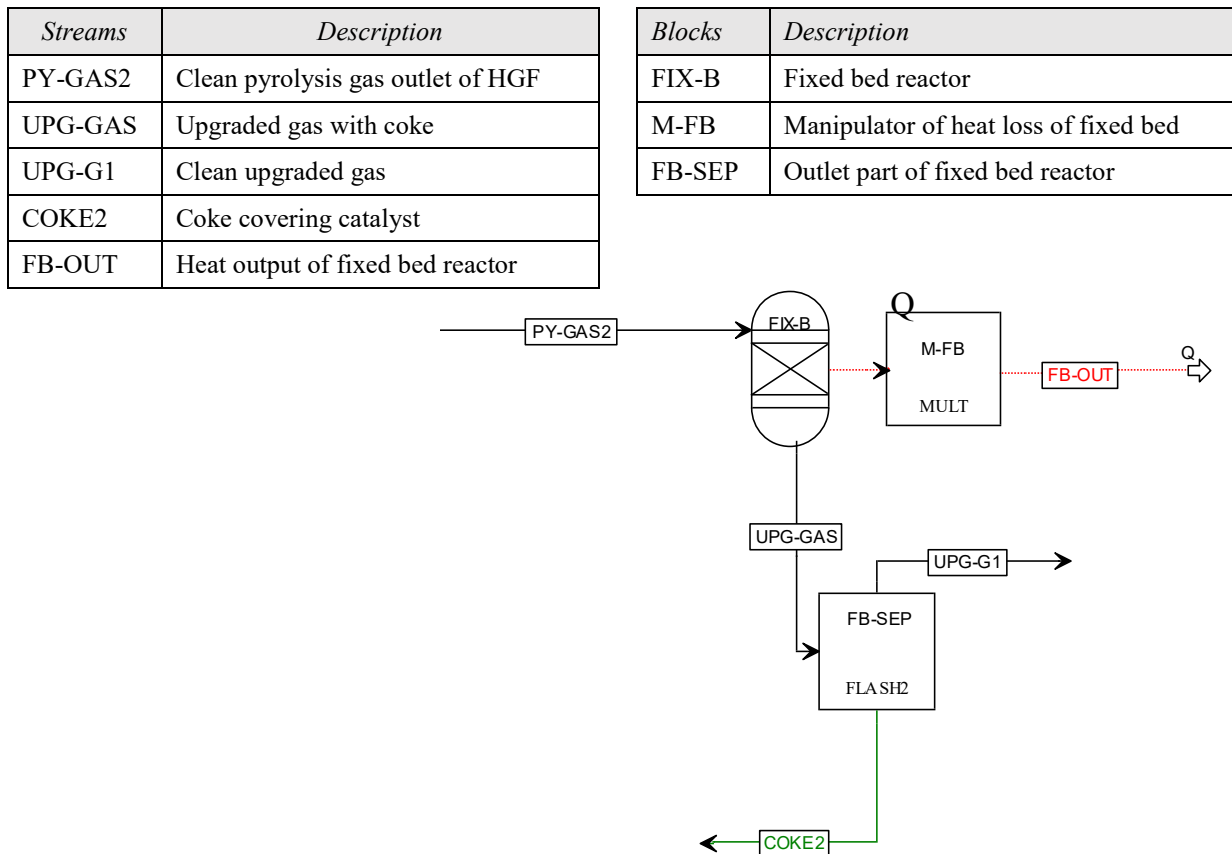 Streams Description
PY-GAS2 Clean pyrolysis gas outlet of HGF
UPG-GAS Upgraded gas with coke
UPG-G1 Clean upgraded gas
COKE2 Coke covering catalyst
FB-OUT Heat output of fixed bed reactor
Blocks Description
FIX-B Fixed bed reactor
M-FB Manipulator of heat loss of fixed bed
FB-SEP Outlet part of fixed bed reactor
PY-GAS2
FIX-B
Q
M-FB
MULT
FB-OUT
Q
UPG-GAS
UPG-G1
FB-SEP
FLASH2
COKE2